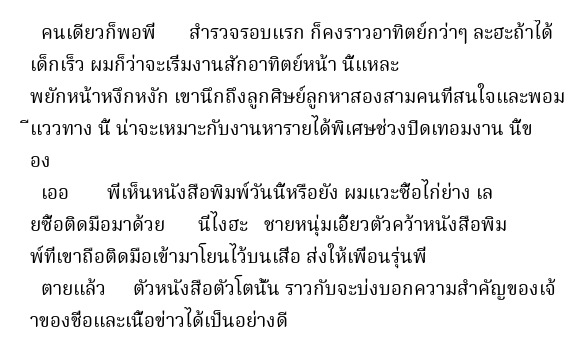 คนเดียวก็พอพี่ สำรวจรอบแรก ก็คงราวอาทิตย์กว่าๆ ละฮะถ้าได้
เด็กเร็ว ผมก็ว่าจะเริ่มงานสักอาทิตย์หน้า นี้แหละ
พยักหน้าหงึกหงัก เขานึกถึงลูกศิษย์ลูกหาสองสามคนที่สนใจและพอม
ีแววทาง นี้ น่าจะเหมาะกับงานหารายได้พิเศษช่วงปิดเทอมงาน นี้ข
อง
เออ พี่เห็นหนังสือพิมพ์วันนี้หรือยัง ผมแวะซื้อไก่ย่าง เล
ยซื้อติดมือมาด้วย นี่ไงฮะ ชายหนุ่มเอี้ยวตัวคว้าหนังสือพิม
พ์ที่เขาถือติดมือเข้ามาโยนไว้บนเสื่อ ส่งให้เพื่อนรุ่นพี่
ตายแล้ว ตัวหนังสือตัวโตนั้น ราวกับจะบ่งบอกความสำคัญของเจ้
าของชื่อและเนื้อข่าวได้เป็นอย่างดี